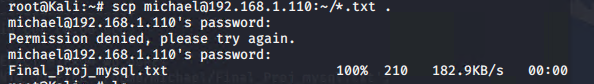 root@Kali:~# scp michael@192.168.1.110:~/*.txt .
michael@192.168.1.110's password:
Permission denied, please try again.
michael@192.168.1.110's password:
Final_Proj_mysql.txt 100% 210 182.9KB/s 00:00